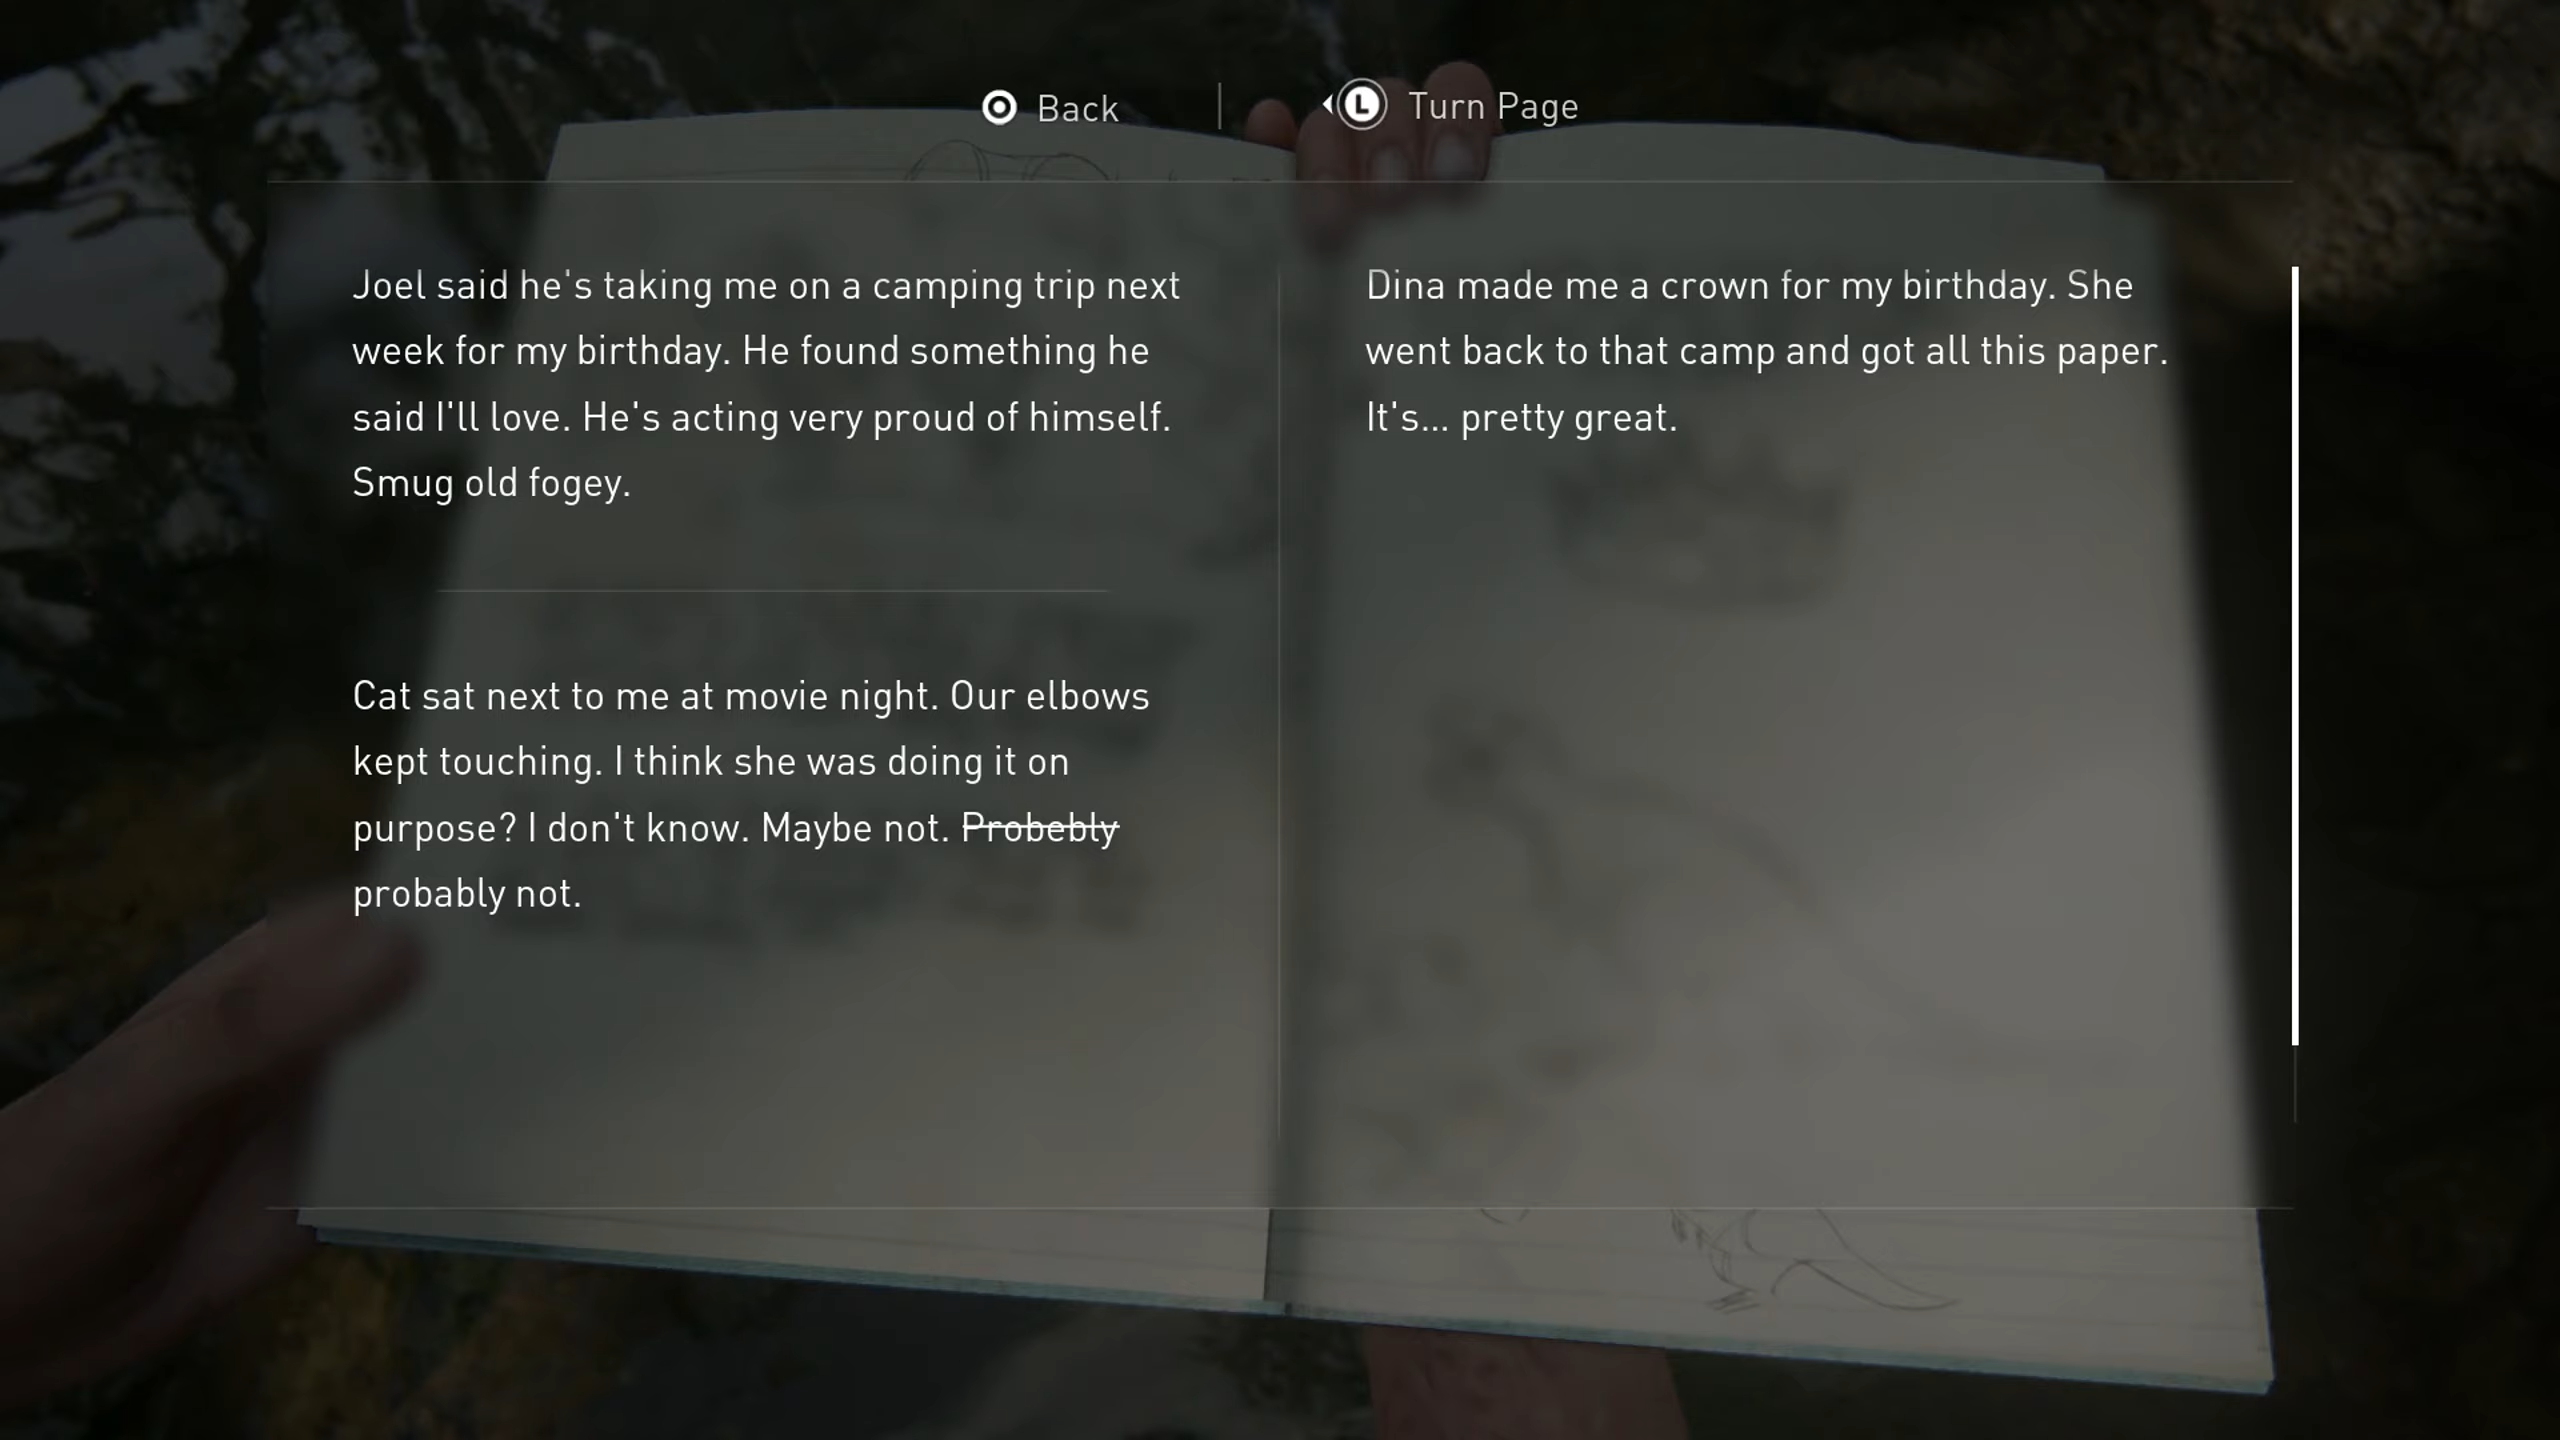 Back
L Turn Page
Joel said he's taking me on a camping trip next
week for my birthday. He found something he
said I'll love. He's acting very proud of himself.
Smug old fogey.
Cat sat next to me at movie night. Our elbows
kept touching. I think she was doing it on
purpose? I don't know. Maybe not. Probebly
probably not.
Dina made me a crown for my birthday. She
went back to that camp and got all this paper.
It's... pretty great.